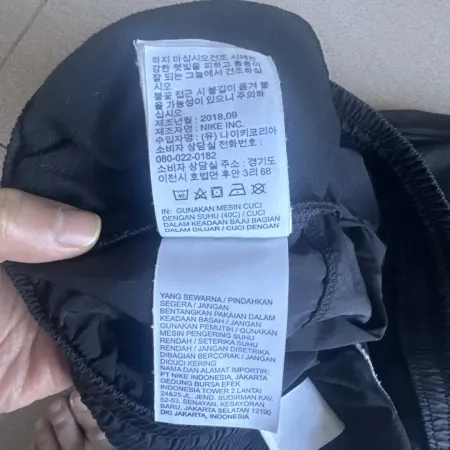 하지 마십시오건조 시에는
강한 햇빛을 피하고 통풍이
잘 되는 그늘에서 건조하십
시오
불꽃 접근 시 불길이 옮겨 붙
을 가능성이 있으니 주의하
십시오
제조년월 : 2018.09
제조자명 : NIKE INC.
수입자명 : (유) 나이키코리아
소비자 상담실 전화번호 :
080-022-0182
소비자 상담실 주소 : 경기도
이천시 호법면 후안 3리 68
IN: GUNAKAN MESIN CUCI
DENGAN SUHU (40C) / CUCI
DALAM KEADAAN BAJU BAGIAN
DALAM DILUAR / CUCI DENGAN
YANG SEWARNA / PINDAHKAN
SEGERA / JANGAN
BENTANGKAN PAKAIAN DALAM
KEADAAN BASAH / JANGAN
GUNAKAN PEMUTIH / GUNAKAN
MESIN PENGERING SUHU
RENDAH / SETERIKA SUHU
RENDAH / JANGAN DISETRIKA
DIBAGIAN BERCORAK / JANGAN
DICUCI KERING
NAMA DAN ALAMAT IMPORTIR:
PT NIKE INDONESIA, JAKARTA
GEDUNG BURSA EFEK
INDONESIA TOWER 2 LANTAI
24&25 JL. JEND. SUDIRMAN KAV.
52-53, SENAYAN, KEBAYORAN
BARU, JAKARTA SELATAN 12190
DKI JAKARTA, INDONESIA